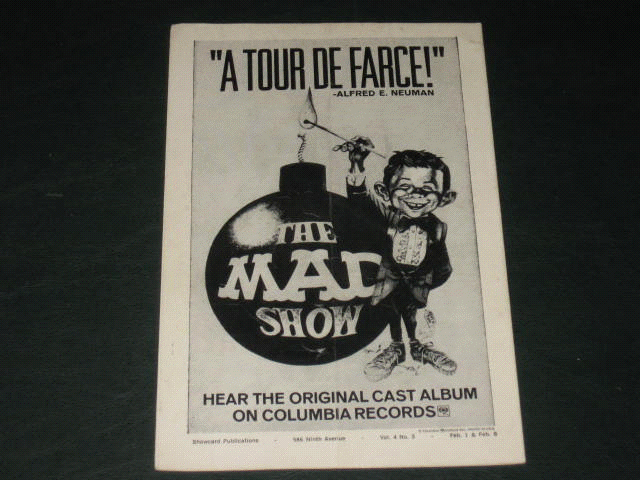 "A TOUR DE FARCE!"
-ALFRED E. NEUMAN
THE
MAD
SHOW
HEAR THE ORIGINAL CAST ALBUM
ON COLUMBIA RECORDS
Showcard Publications · 586 Ninth Avenue · Vol. 4 No. 3 · Feb. 1 & Feb. 8